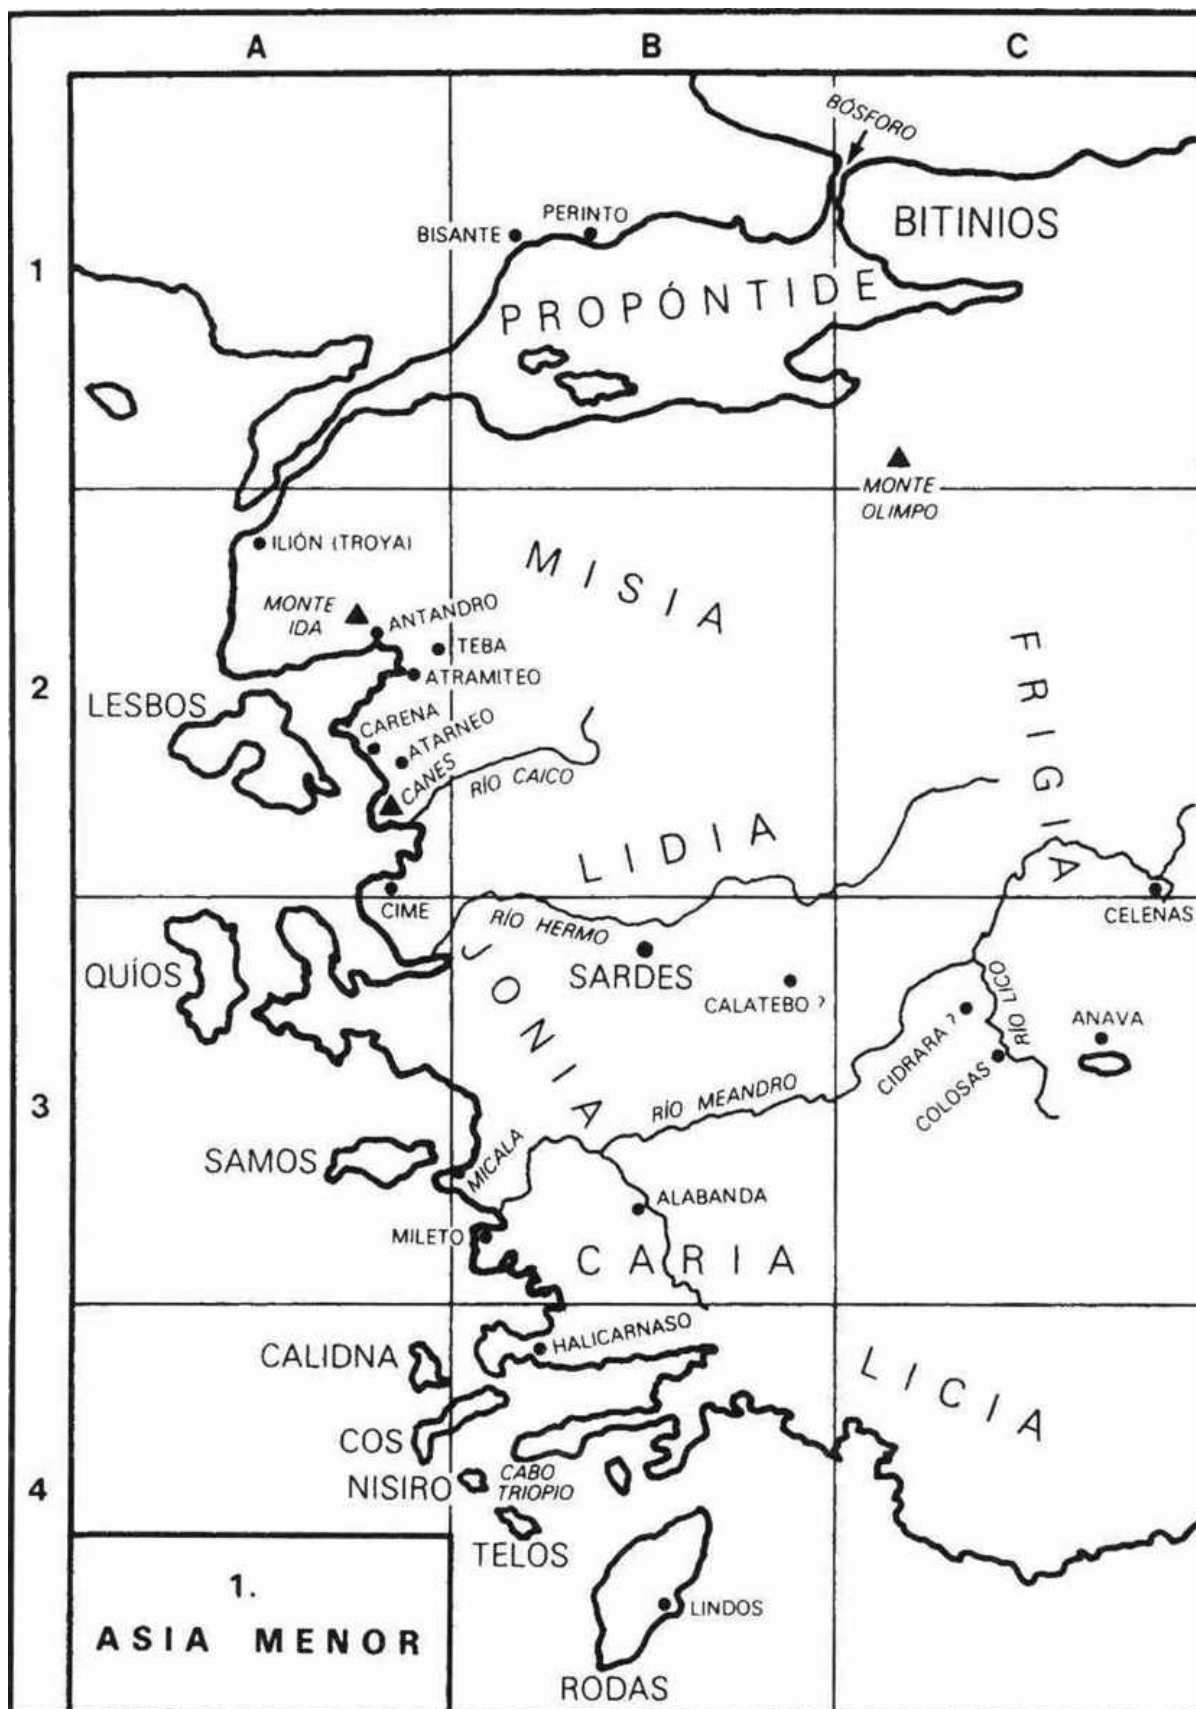 A
B
C
1
2
3
4
BÓSFORO
BITINIOS
PERINTO
BISANTE
PROPÓNTIDE
MONTE
OLIMPO
ILIÓN (TROYA)
MISIA
MONTE
IDA
ANTANDRO
TEBA
ATRAMITEO
FRIGIA
LESBOS
CARENA
ATARNEO
CANES
RÍO CAICO
LIDIA
CIME
RÍO HERMO
CELENAS
QUÍOS
JONIA
SARDES
CALATEBO ?
RÍO LICO
CIDRARA ?
COLOSAS
ANAVA
RÍO MEANDRO
SAMOS
MICALA
ALABANDA
MILETO
CARIA
HALICARNASO
CALIDNA
LICIA
COS
NISIRO
CABO
TRIOPIO
TELOS
LINDOS
RODAS
1.
ASIA MENOR